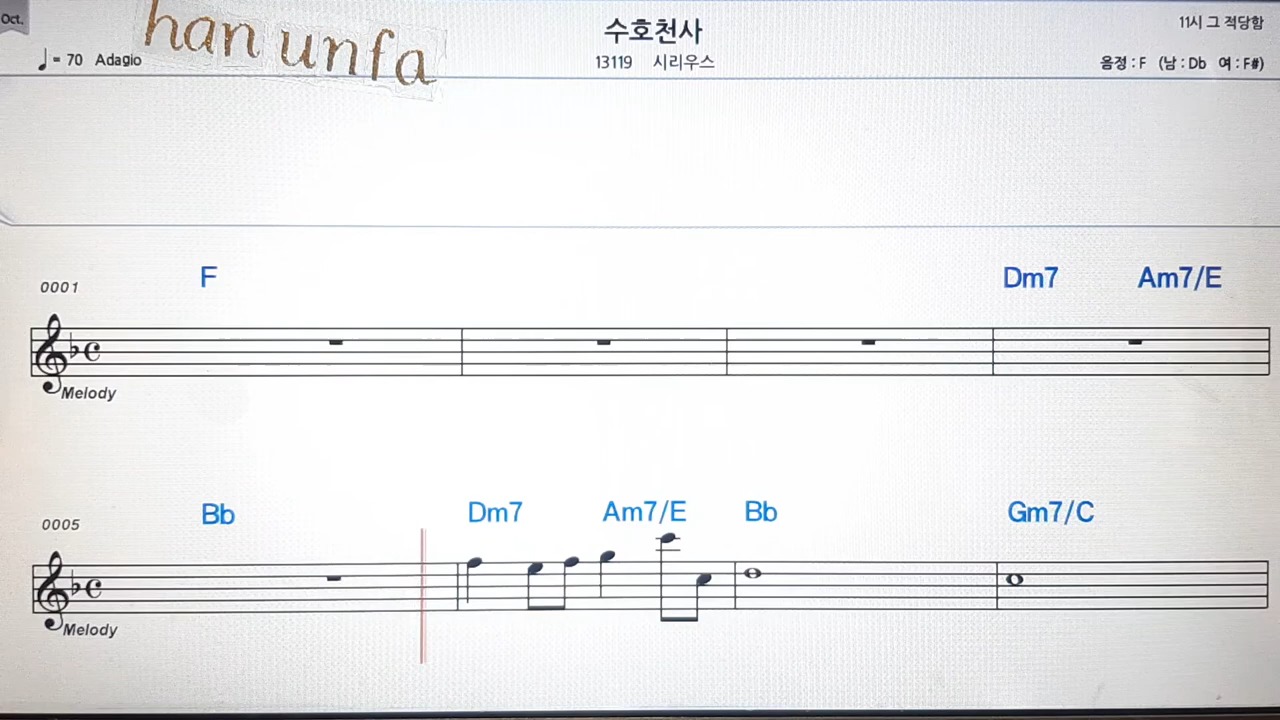 Oct.
han unfa
수호천사
11시 그 적당함
♩= 70 Adagio
13119 시리우스
음정 : F (남 : Db 여 : F#)
F Dm7 Am7/E
0001
Melody
Bb Dm7 Am7/E Bb Gm7/C
0005
Melody